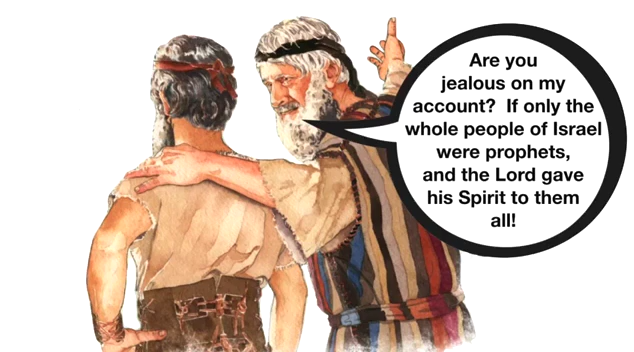 Are you
jealous on my
account? If only the
whole people of Israel
were prophets,
and the Lord gave
his Spirit to them
all!